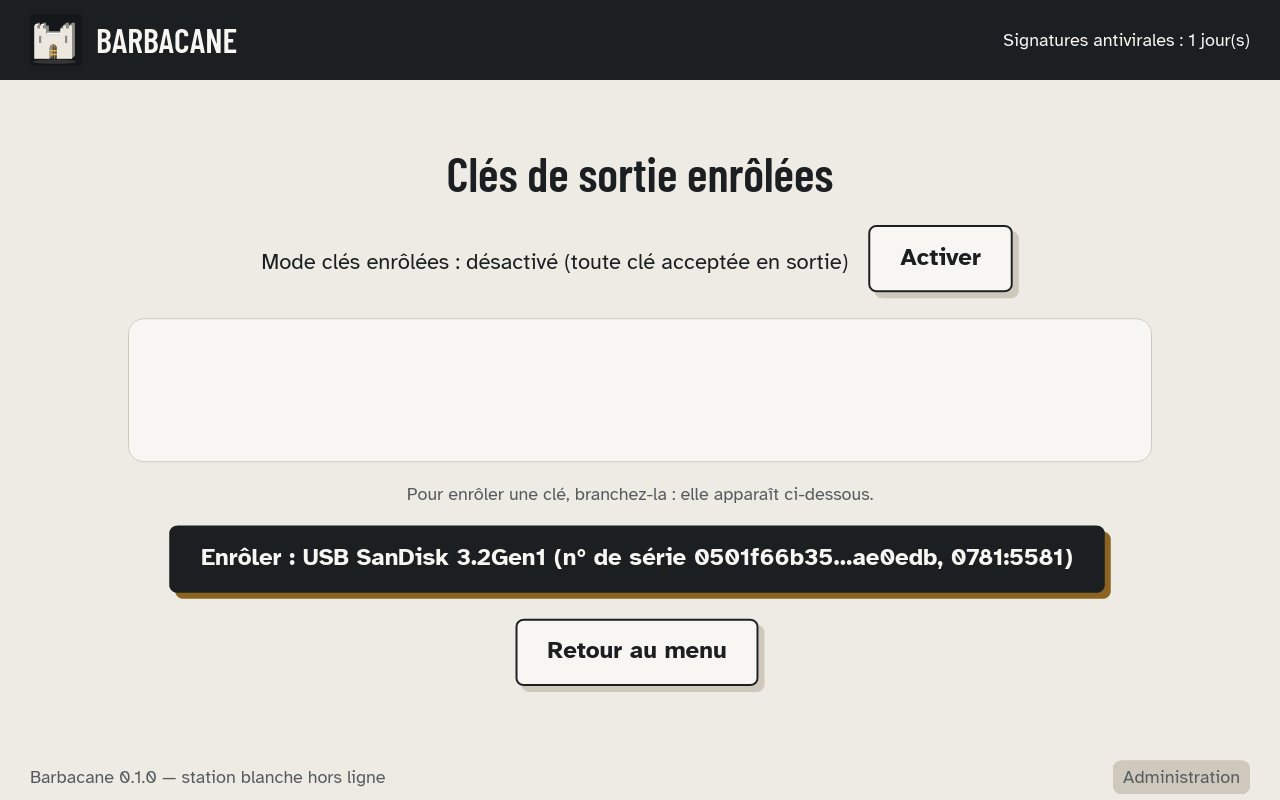 BARBACANE
Signatures antivirales : 1 jour(s)
Clés de sortie enrôlées
Mode clés enrôlées : désactivé (toute clé acceptée en sortie)
Activer
Pour enrôler une clé, branchez-la : elle apparaît ci-dessous.
Enrôler : USB SanDisk 3.2Gen1 (n° de série 0501f66b35...ae0edb, 0781:5581)
Retour au menu
Barbacane 0.1.0 — station blanche hors ligne
Administration